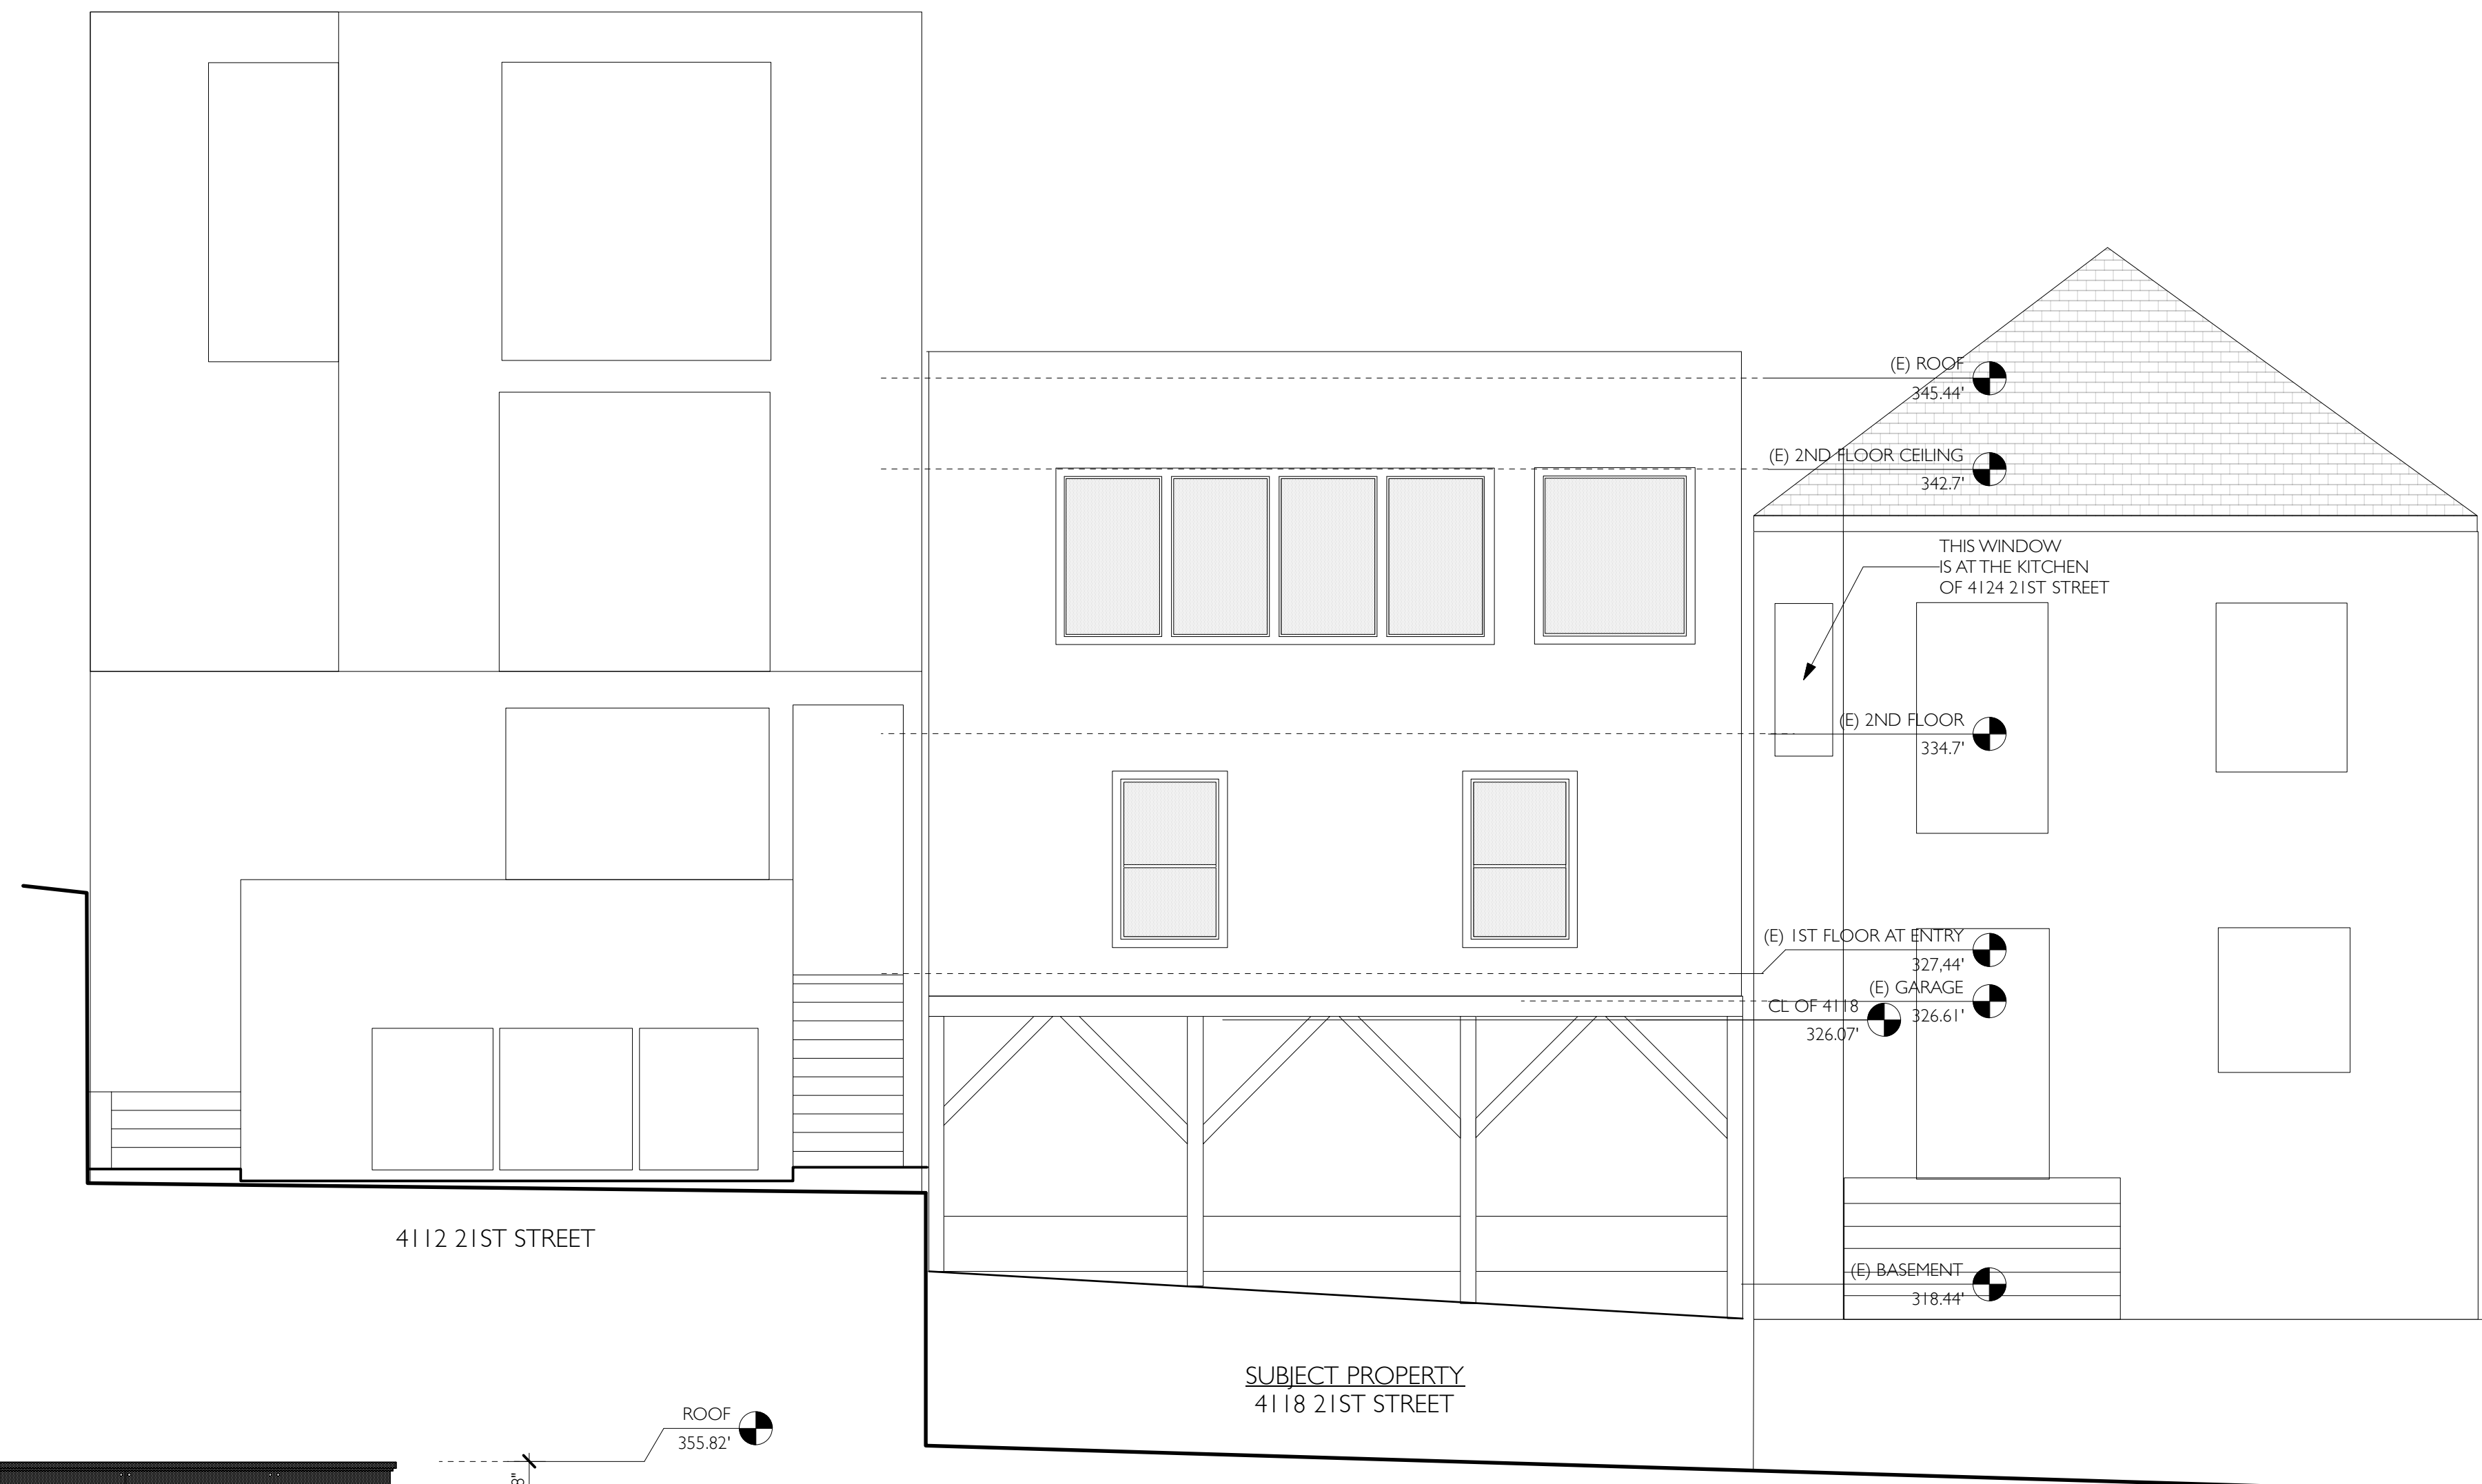 (E) ROOF
345.44'
(E) 2ND FLOOR CEILING
342.7'
THIS WINDOW
IS AT THE KITCHEN
OF 4124 21ST STREET
(E) 2ND FLOOR
334.7'
(E) 1ST FLOOR AT ENTRY
327,44'
(E) GARAGE
326.61'
CL OF 4118
326.07'
4112 21ST STREET
(E) BASEMENT
318.44'
SUBJECT PROPERTY
4118 21ST STREET
ROOF
355.82'
8"